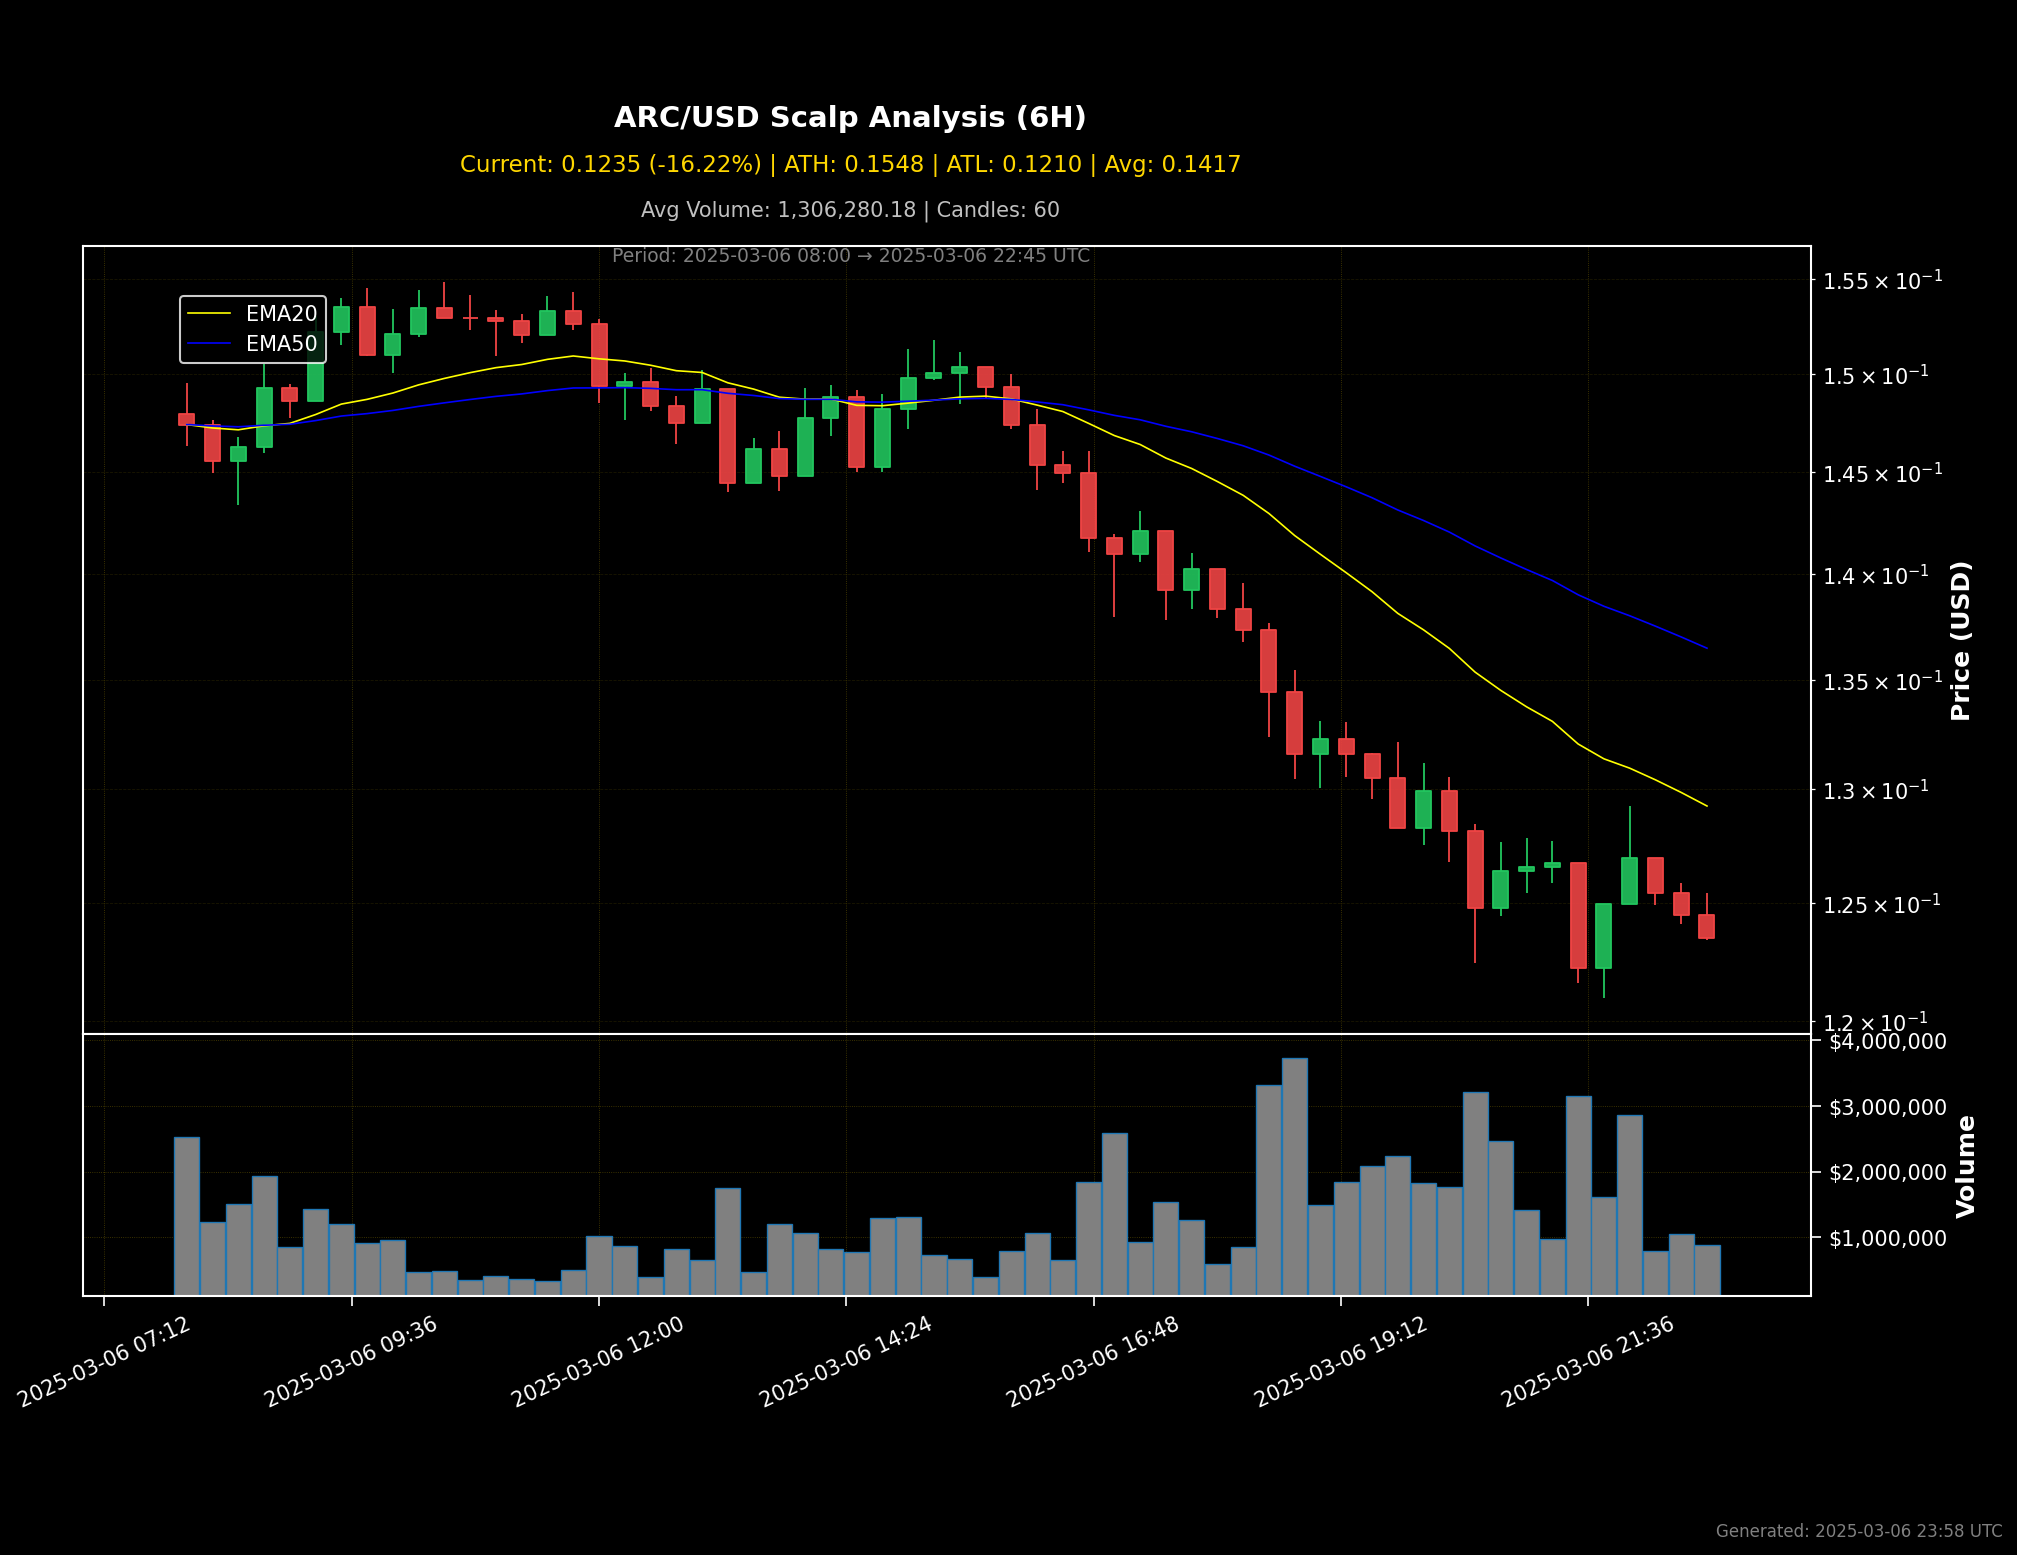 ARC/USD Scalp Analysis (6H)
Current: 0.1235 (-16.22%) | ATH: 0.1548 | ATL: 0.1210 | Avg: 0.1417
Avg Volume: 1,306,280.18 | Candles: 60
Period: 2025-03-06 08:00 → 2025-03-06 22:45 UTC
EMA20
EMA50
1.55×10⁻¹
1.5×10⁻¹
1.45×10⁻¹
1.4×10⁻¹
1.35×10⁻¹
1.3×10⁻¹
1.25×10⁻¹
1.2×10⁻¹
Price (USD)
$4,000,000
$3,000,000
$2,000,000
$1,000,000
Volume
2025-03-06 07:12
2025-03-06 09:36
2025-03-06 12:00
2025-03-06 14:24
2025-03-06 16:48
2025-03-06 19:12
2025-03-06 21:36
Generated: 2025-03-06 23:58 UTC